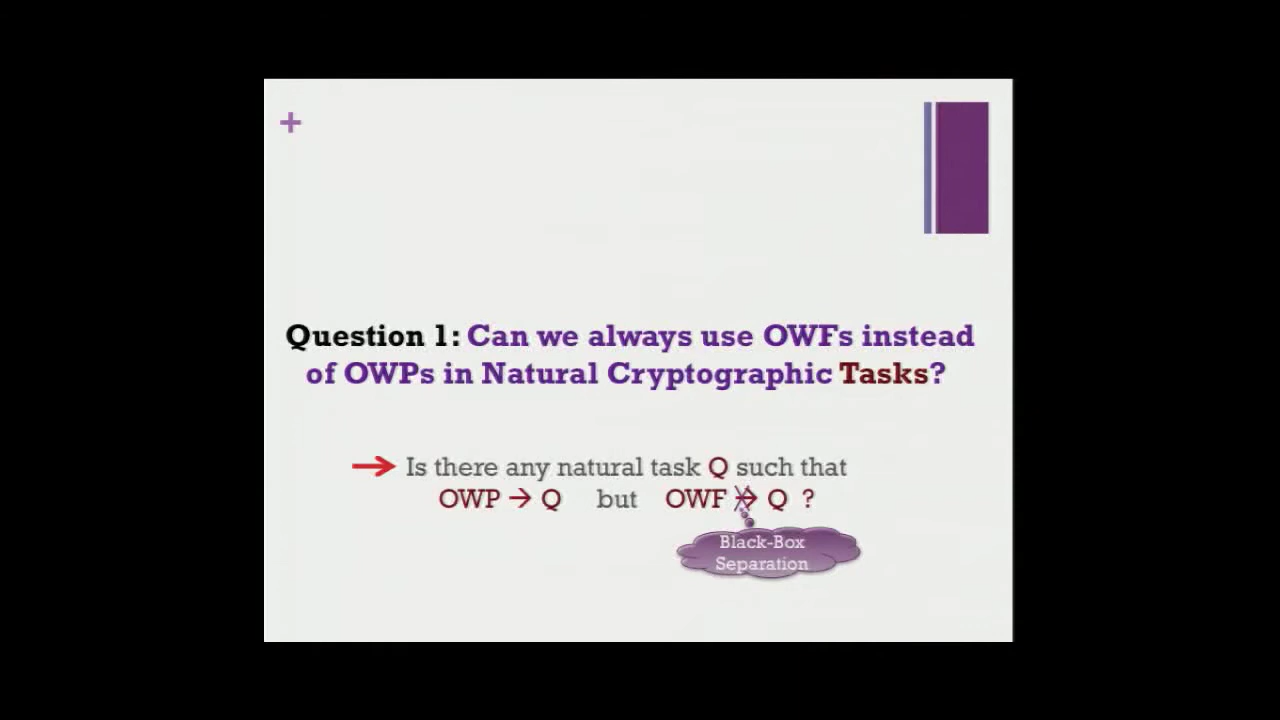 +
Question 1: Can we always use OWFs instead
of OWPs in Natural Cryptographic Tasks?
→ Is there any natural task Q such that
OWP → Q but OWF ↛ Q ?
Black-Box
Separation